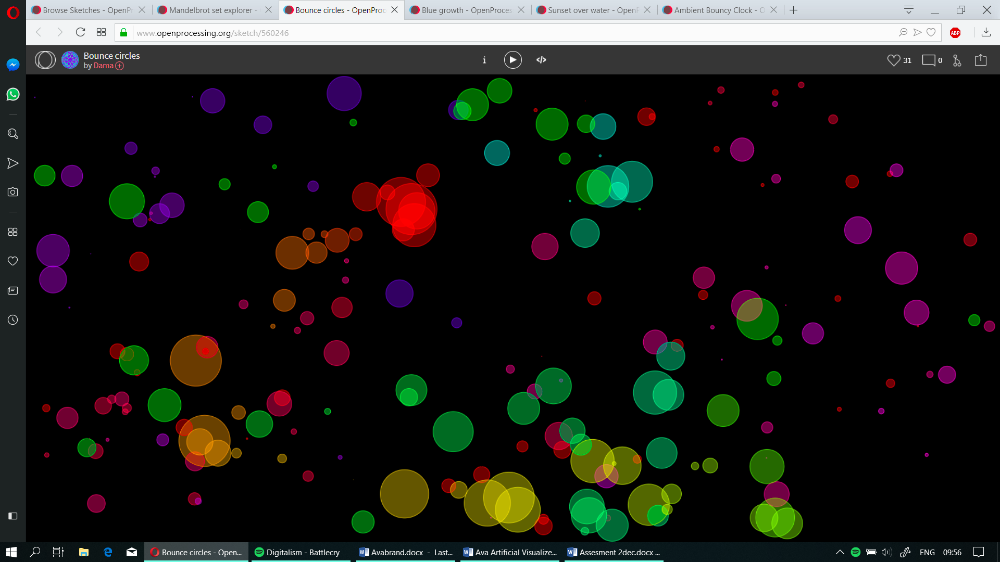 Browse Sketches - OpenPr
Mandelbrot set explorer -
Bounce circles - OpenProc
Blue growth - OpenProces
Sunset over water - OpenF
Ambient Bouncy Clock - O
www.openprocessing.org/sketch/560246
ABP
Bounce circles
by Dama
i
</>
31
0
Bounce circles - Open...
Digitalism - Battlecry
Avabrand.docx - Last...
Ava Artificial Visualize...
Assesment 2dec.docx ...
ENG
09:56